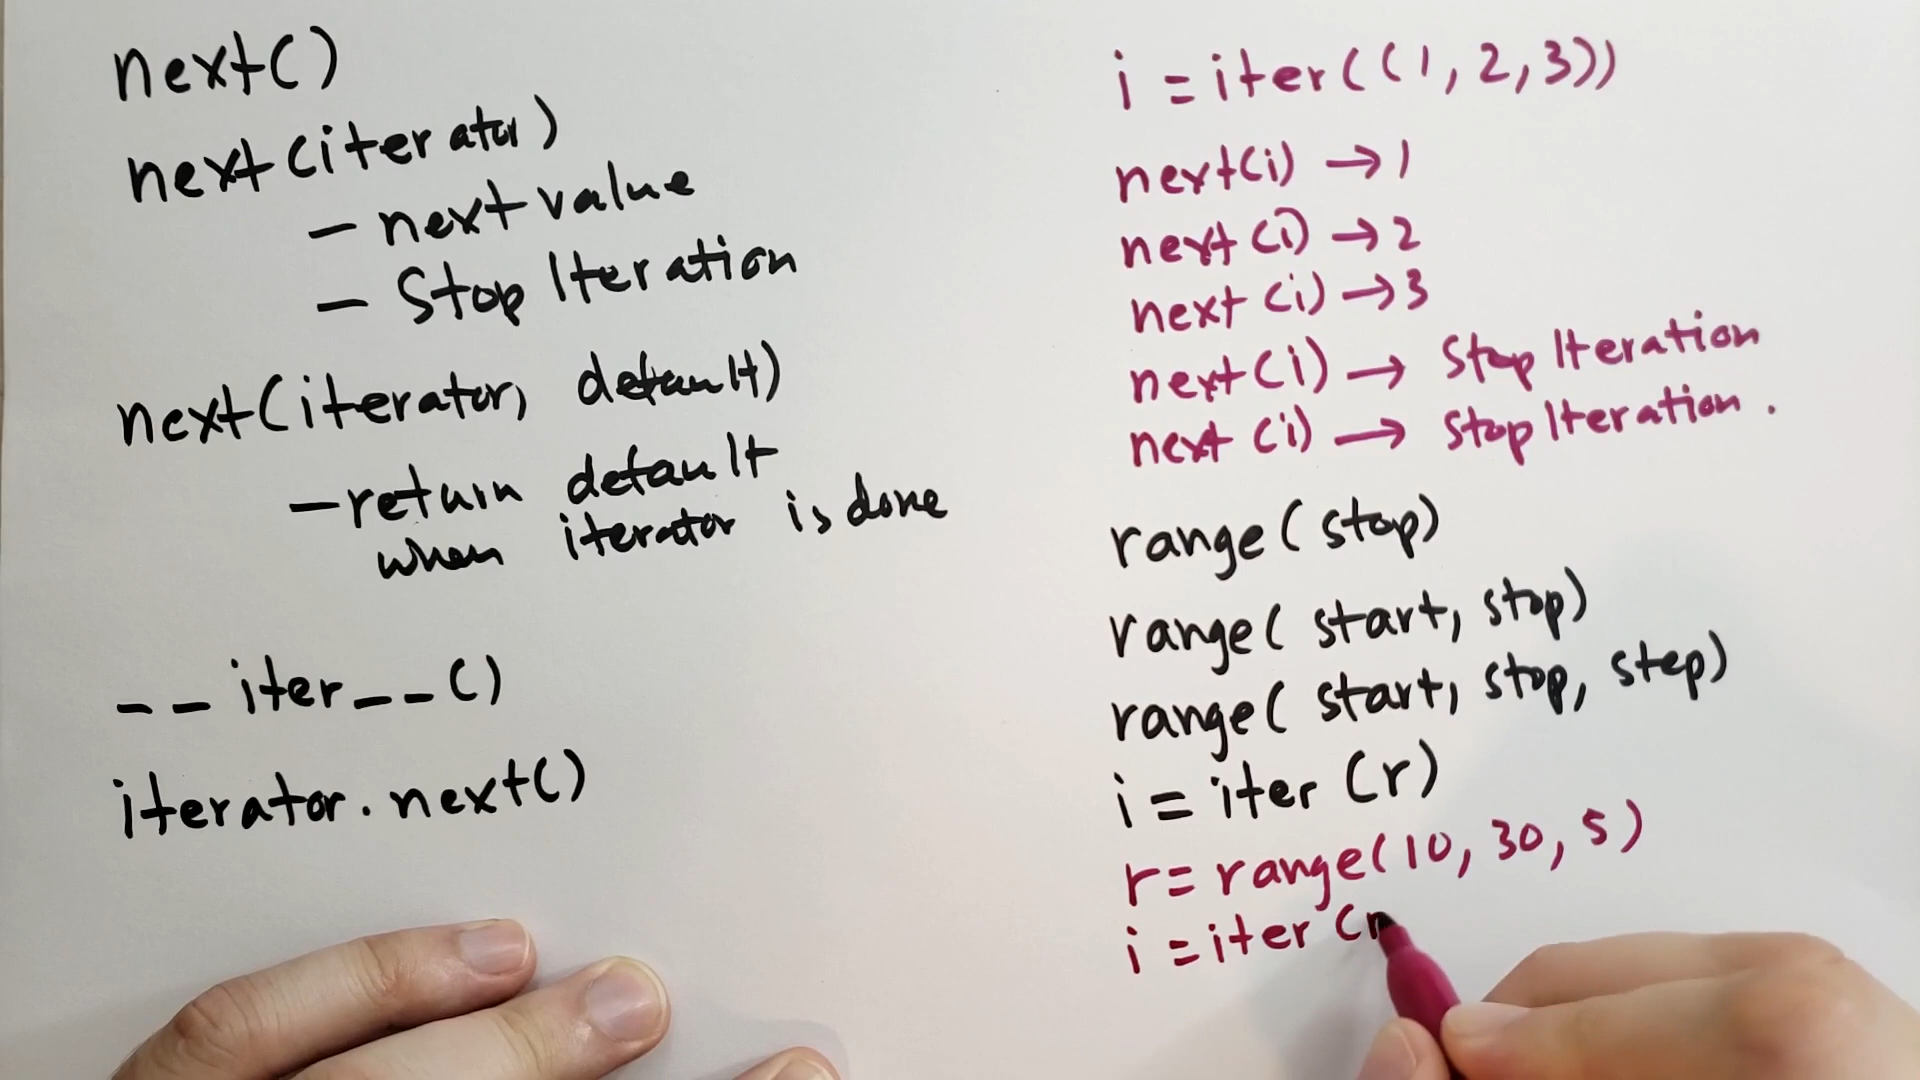 next()
next(iterator)
- next value
- Stop Iteration
next(iterator, default)
- return default
when iterator is done
__iter__()
iterator.next()
i = iter((1, 2, 3))
next(i) → 1
next(i) → 2
next(i) → 3
next(i) → Stop Iteration
next(i) → Stop Iteration.
range(stop)
range(start, stop)
range(start, stop, step)
i = iter(r)
r = range(10, 30, 5)
i = iter(r